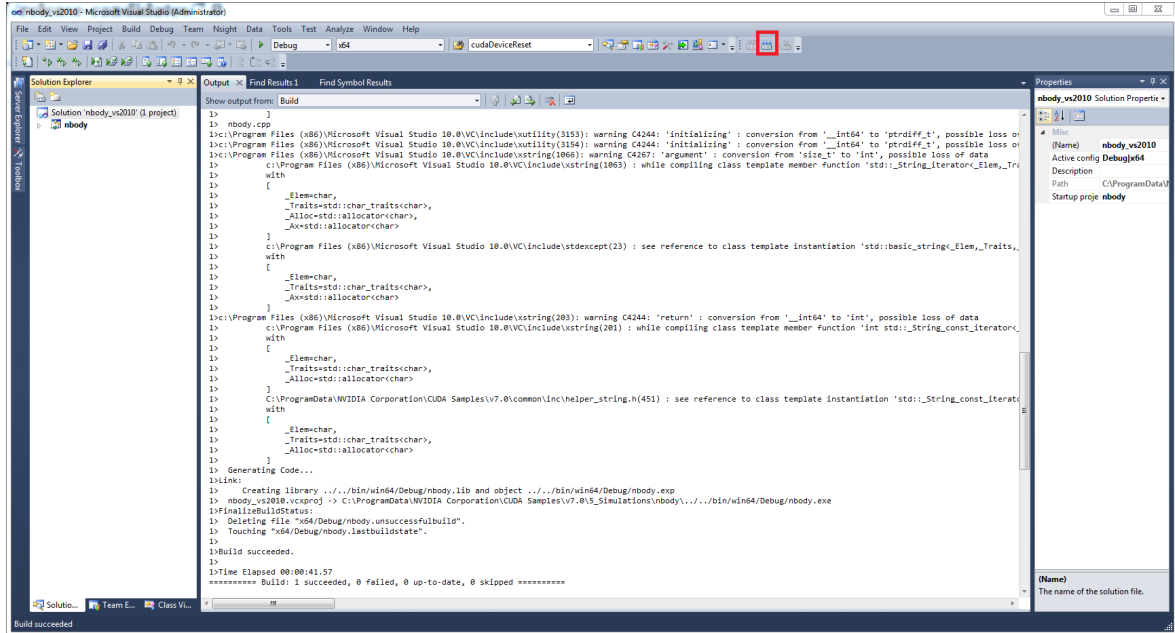 nbody_vs2010 - Microsoft Visual Studio (Administrator)
File Edit View Project Build Debug Team Nsight Data Tools Test Analyze Window Help
Debug x64 cudaDeviceReset
Solution Explorer
Solution 'nbody_vs2010' (1 project)
nbody
Server Explorer
Toolbox
Output Find Results 1 Find Symbol Results
Show output from: Build
1> ]
1> nbody.cpp
1>c:\Program Files (x86)\Microsoft Visual Studio 10.0\VC\include\xutility(3153): warning C4244: 'initializing' : conversion from '__int64' to 'ptrdiff_t', possible loss o
1>c:\Program Files (x86)\Microsoft Visual Studio 10.0\VC\include\xutility(3154): warning C4244: 'initializing' : conversion from '__int64' to 'ptrdiff_t', possible loss o
1>c:\Program Files (x86)\Microsoft Visual Studio 10.0\VC\include\xstring(1066): warning C4267: 'argument' : conversion from 'size_t' to 'int', possible loss of data
1> c:\Program Files (x86)\Microsoft Visual Studio 10.0\VC\include\xstring(1063) : while compiling class template member function 'std::_String_iterator<_Elem,_Tra
1> with
1> [
1> _Elem=char,
1> _Traits=std::char_traits<char>,
1> _Alloc=std::allocator<char>,
1> _Ax=std::allocator<char>
1> ]
1> c:\Program Files (x86)\Microsoft Visual Studio 10.0\VC\include\stdexcept(23) : see reference to class template instantiation 'std::basic_string<_Elem,_Traits,_
1> with
1> [
1> _Elem=char,
1> _Traits=std::char_traits<char>,
1> _Ax=std::allocator<char>
1> ]
1>c:\Program Files (x86)\Microsoft Visual Studio 10.0\VC\include\xstring(203): warning C4244: 'return' : conversion from '__int64' to 'int', possible loss of data
1> c:\Program Files (x86)\Microsoft Visual Studio 10.0\VC\include\xstring(201) : while compiling class template member function 'int std::_String_const_iterator<_
1> with
1> [
1> _Elem=char,
1> _Traits=std::char_traits<char>,
1> _Alloc=std::allocator<char>
1> ]
1> C:\ProgramData\NVIDIA Corporation\CUDA Samples\v7.0\common\inc\helper_string.h(451) : see reference to class template instantiation 'std::_String_const_iterato
1> with
1> [
1> _Elem=char,
1> _Traits=std::char_traits<char>,
1> _Alloc=std::allocator<char>
1> ]
1> Generating Code...
1>Link:
1> Creating library ../../bin/win64/Debug/nbody.lib and object ../../bin/win64/Debug/nbody.exp
1> nbody_vs2010.vcxproj -> C:\ProgramData\NVIDIA Corporation\CUDA Samples\v7.0\5_Simulations\nbody\../../bin/win64/Debug/nbody.exe
1>FinalizeBuildStatus:
1> Deleting file "x64/Debug/nbody.unsuccessfulbuild".
1> Touching "x64/Debug/nbody.lastbuildstate".
1>
1>Build succeeded.
1>
1>Time Elapsed 00:00:41.57
========== Build: 1 succeeded, 0 failed, 0 up-to-date, 0 skipped ==========
Properties
nbody_vs2010 Solution Propertie
Misc
(Name) nbody_vs2010
Active config Debug|x64
Description
Path C:\ProgramData\N
Startup proje nbody
(Name)
The name of the solution file.
Solutio... Team E... Class Vi...
Build succeeded